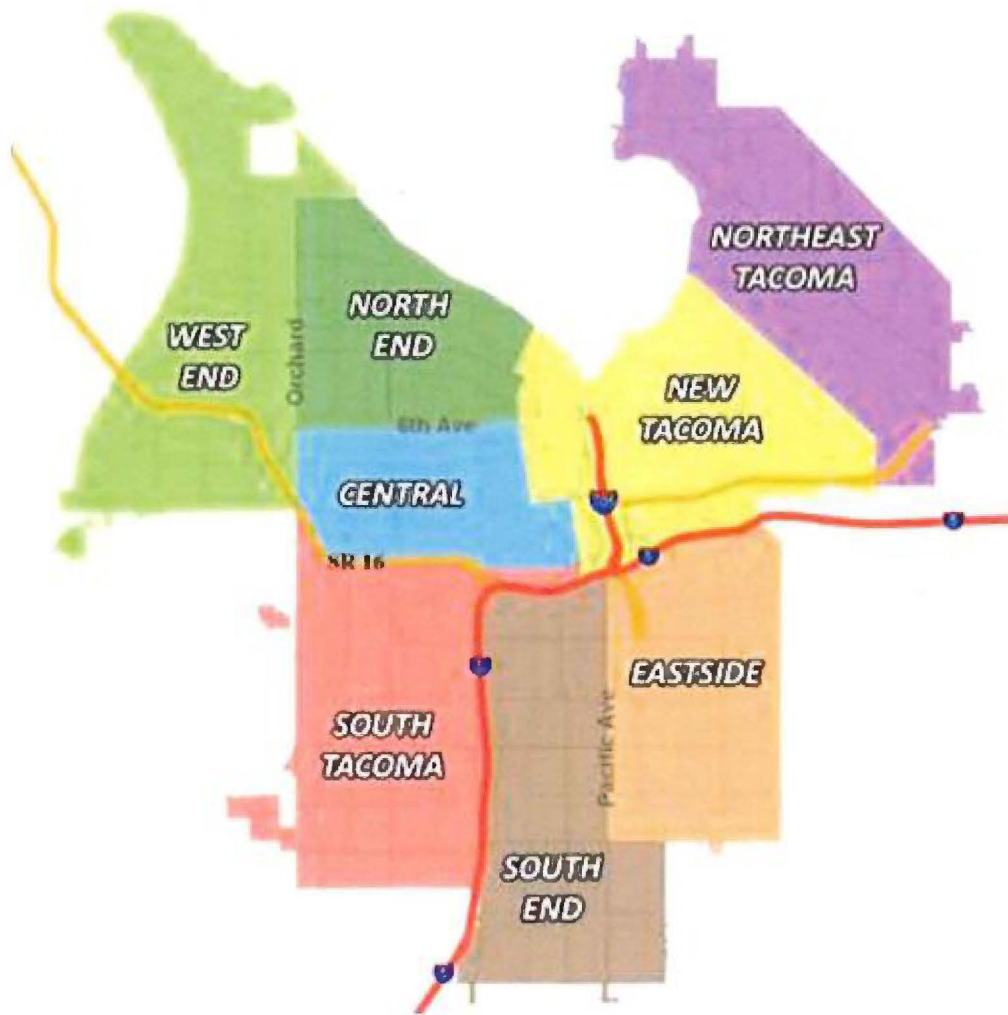 NORTHEAST
TACOMA
NORTH
END
WEST
END
Orchard
NEW
TACOMA
6th Ave
CENTRAL
SR 16
EASTSIDE
SOUTH
TACOMA
Pacific Ave
SOUTH
END